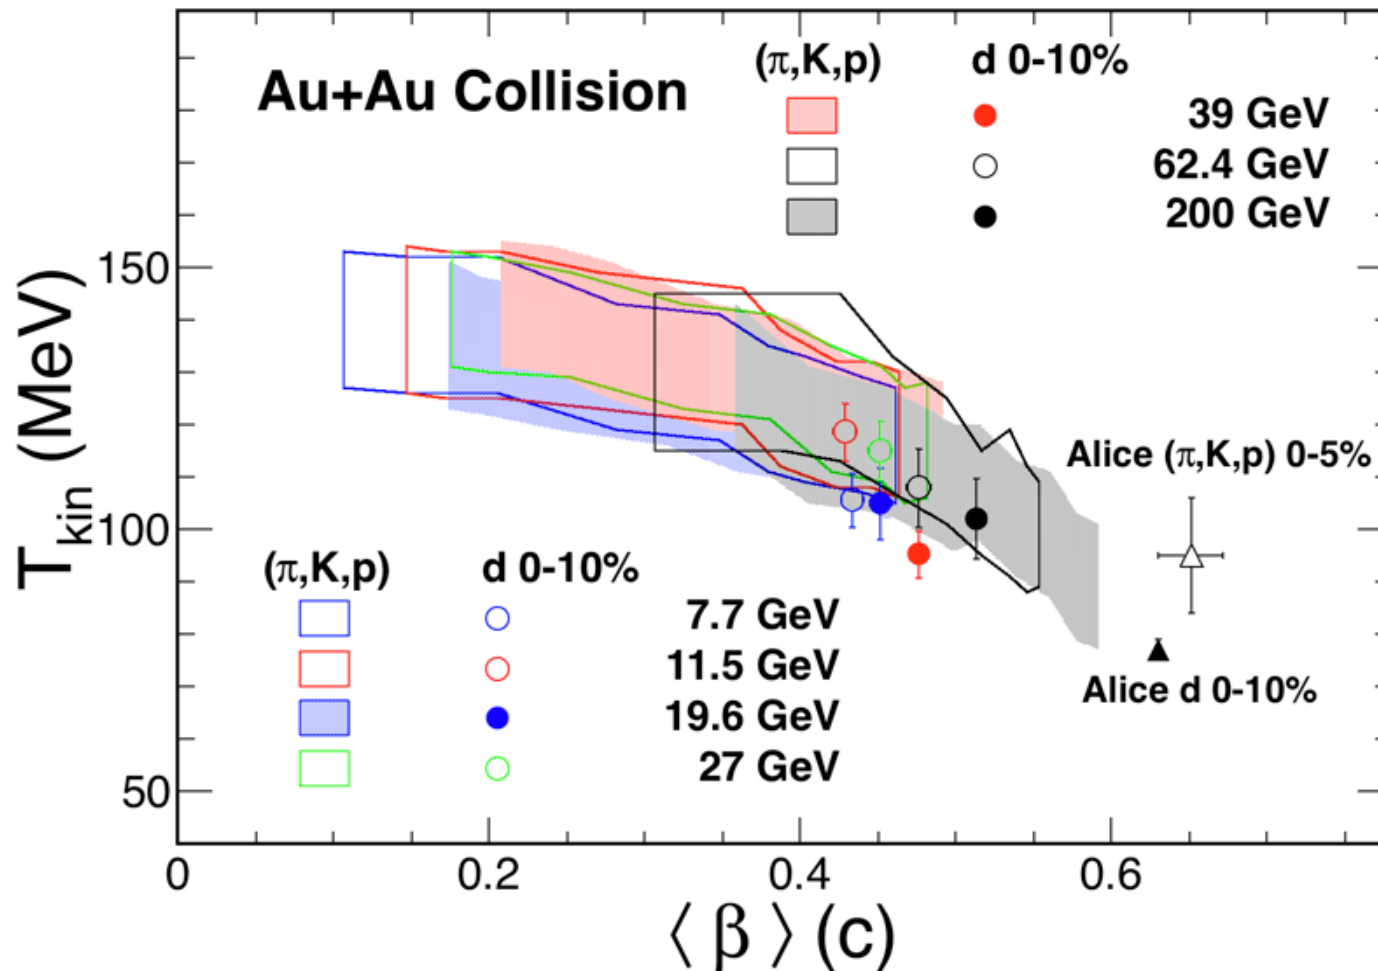 Au+Au Collision
(π,K,p) d 0-10%
39 GeV
62.4 GeV
200 GeV
Alice (π,K,p) 0-5%
Alice d 0-10%
(π,K,p) d 0-10%
7.7 GeV
11.5 GeV
19.6 GeV
27 GeV
T_kin (MeV)
150
100
50
0 0.2 0.4 0.6
⟨ β ⟩ (c)